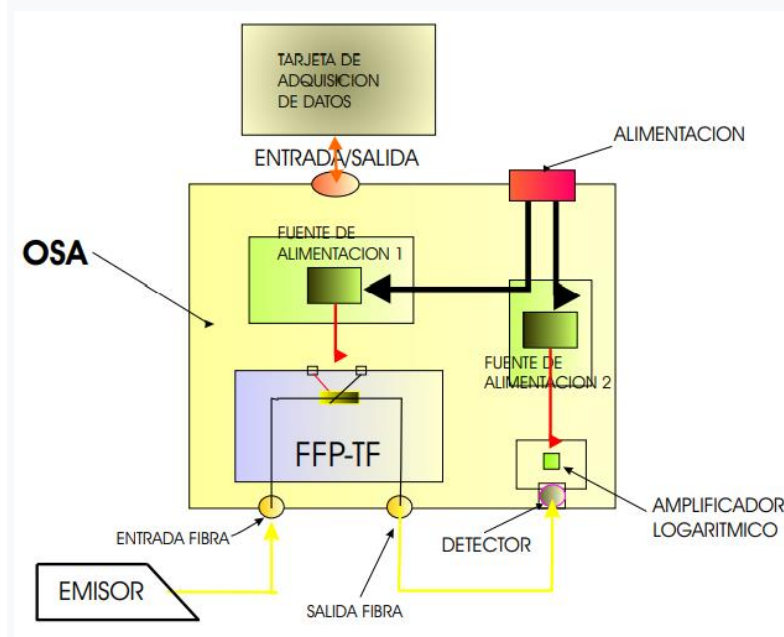 TARJETA DE
ADQUISICION
DE DATOS
ENTRADA/SALIDA
ALIMENTACION
OSA
FUENTE DE
ALIMENTACION 1
FUENTE DE
ALIMENTACION 2
FFP-TF
ENTRADA FIBRA
DETECTOR
AMPLIFICADOR
LOGARITMICO
EMISOR
SALIDA FIBRA